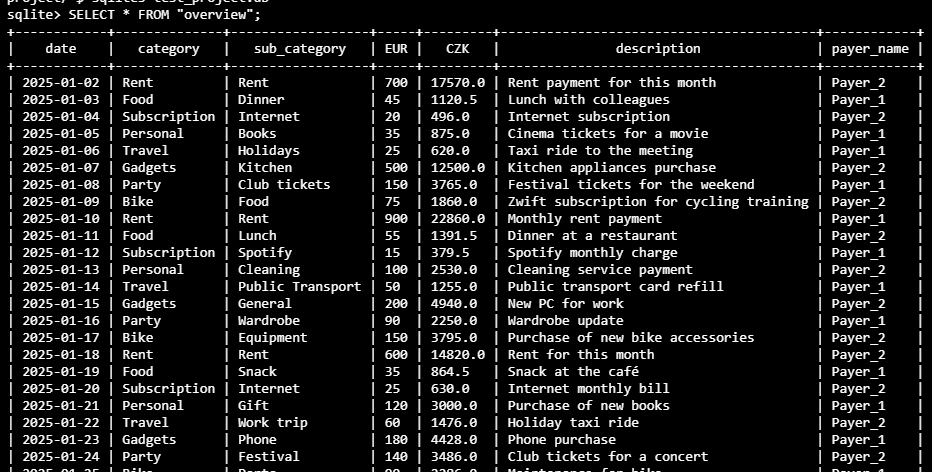 sqlite> SELECT * FROM "overview";
| date | category | sub_category | EUR | CZK | description | payer_name |
| 2025-01-02 | Rent | Rent | 700 | 17570.0 | Rent payment for this month | Payer_2 |
| 2025-01-03 | Food | Dinner | 45 | 1120.5 | Lunch with colleagues | Payer_1 |
| 2025-01-04 | Subscription | Internet | 20 | 496.0 | Internet subscription | Payer_2 |
| 2025-01-05 | Personal | Books | 35 | 875.0 | Cinema tickets for a movie | Payer_1 |
| 2025-01-06 | Travel | Holidays | 25 | 620.0 | Taxi ride to the meeting | Payer_1 |
| 2025-01-07 | Gadgets | Kitchen | 500 | 12500.0 | Kitchen appliances purchase | Payer_2 |
| 2025-01-08 | Party | Club tickets | 150 | 3765.0 | Festival tickets for the weekend | Payer_1 |
| 2025-01-09 | Bike | Food | 75 | 1860.0 | Zwift subscription for cycling training | Payer_2 |
| 2025-01-10 | Rent | Rent | 900 | 22860.0 | Monthly rent payment | Payer_1 |
| 2025-01-11 | Food | Lunch | 55 | 1391.5 | Dinner at a restaurant | Payer_2 |
| 2025-01-12 | Subscription | Spotify | 15 | 379.5 | Spotify monthly charge | Payer_1 |
| 2025-01-13 | Personal | Cleaning | 100 | 2530.0 | Cleaning service payment | Payer_2 |
| 2025-01-14 | Travel | Public Transport | 50 | 1255.0 | Public transport card refill | Payer_1 |
| 2025-01-15 | Gadgets | General | 200 | 4940.0 | New PC for work | Payer_2 |
| 2025-01-16 | Party | Wardrobe | 90 | 2250.0 | Wardrobe update | Payer_1 |
| 2025-01-17 | Bike | Equipment | 150 | 3795.0 | Purchase of new bike accessories | Payer_2 |
| 2025-01-18 | Rent | Rent | 600 | 14820.0 | Rent for this month | Payer_2 |
| 2025-01-19 | Food | Snack | 35 | 864.5 | Snack at the café | Payer_1 |
| 2025-01-20 | Subscription | Internet | 25 | 630.0 | Internet monthly bill | Payer_2 |
| 2025-01-21 | Personal | Gift | 120 | 3000.0 | Purchase of new books | Payer_1 |
| 2025-01-22 | Travel | Work trip | 60 | 1476.0 | Holiday taxi ride | Payer_2 |
| 2025-01-23 | Gadgets | Phone | 180 | 4428.0 | Phone purchase | Payer_1 |
| 2025-01-24 | Party | Festival | 140 | 3486.0 | Club tickets for a concert | Payer_2 |